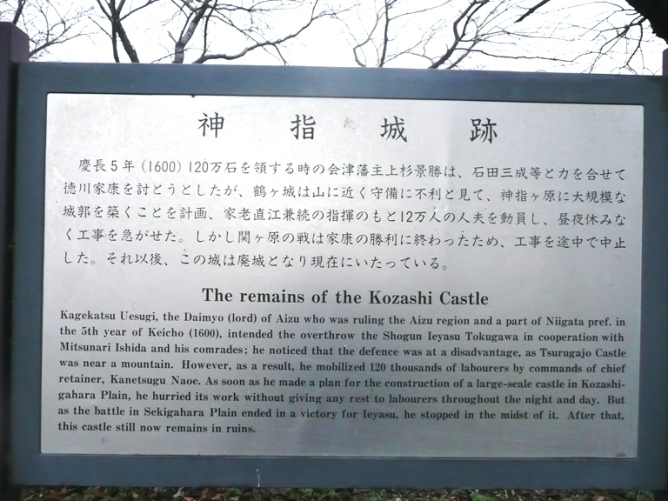 神指城跡
慶長5年(1600)120万石を領する時の会津藩主上杉景勝は、石田三成等と力を合せて
徳川家康を討とうとしたが、鶴ヶ城は山に近く守備に不利と見て、神指ヶ原に大規模な
城郭を築くことを計画、家老直江兼続の指揮のもと12万人の人夫を動員し、昼夜休みな
く工事を急がせた。しかし関ヶ原の戦は家康の勝利に終わったため、工事を途中で中止
した。それ以後、この城は廃城となり現在にいたっている。
The remains of the Kozashi Castle
Kagekatsu Uesugi, the Daimyo (lord) of Aizu who was ruling the Aizu region and a part of Niigata pref. in
the 5th year of Keicho (1600), intended the overthrow the Shogun Ieyasu Tokugawa in cooperation with
Mitsunari Ishida and his comrades; he noticed that the defence was at a disadvantage, as Tsurugajo Castle
was near a mountain. However, as a result, he mobilized 120 thousands of labourers by commands of chief
retainer, Kanetsugu Naoe. As soon as he made a plan for the construction of a large-scale castle in Kozashi-
gahara Plain, he hurried its work without giving any rest to labourers throughout the night and day. But
as the battle in Sekigahara Plain ended in a victory for Ieyasu, he stopped in the midst of it. After that,
this castle still now remains in ruins.